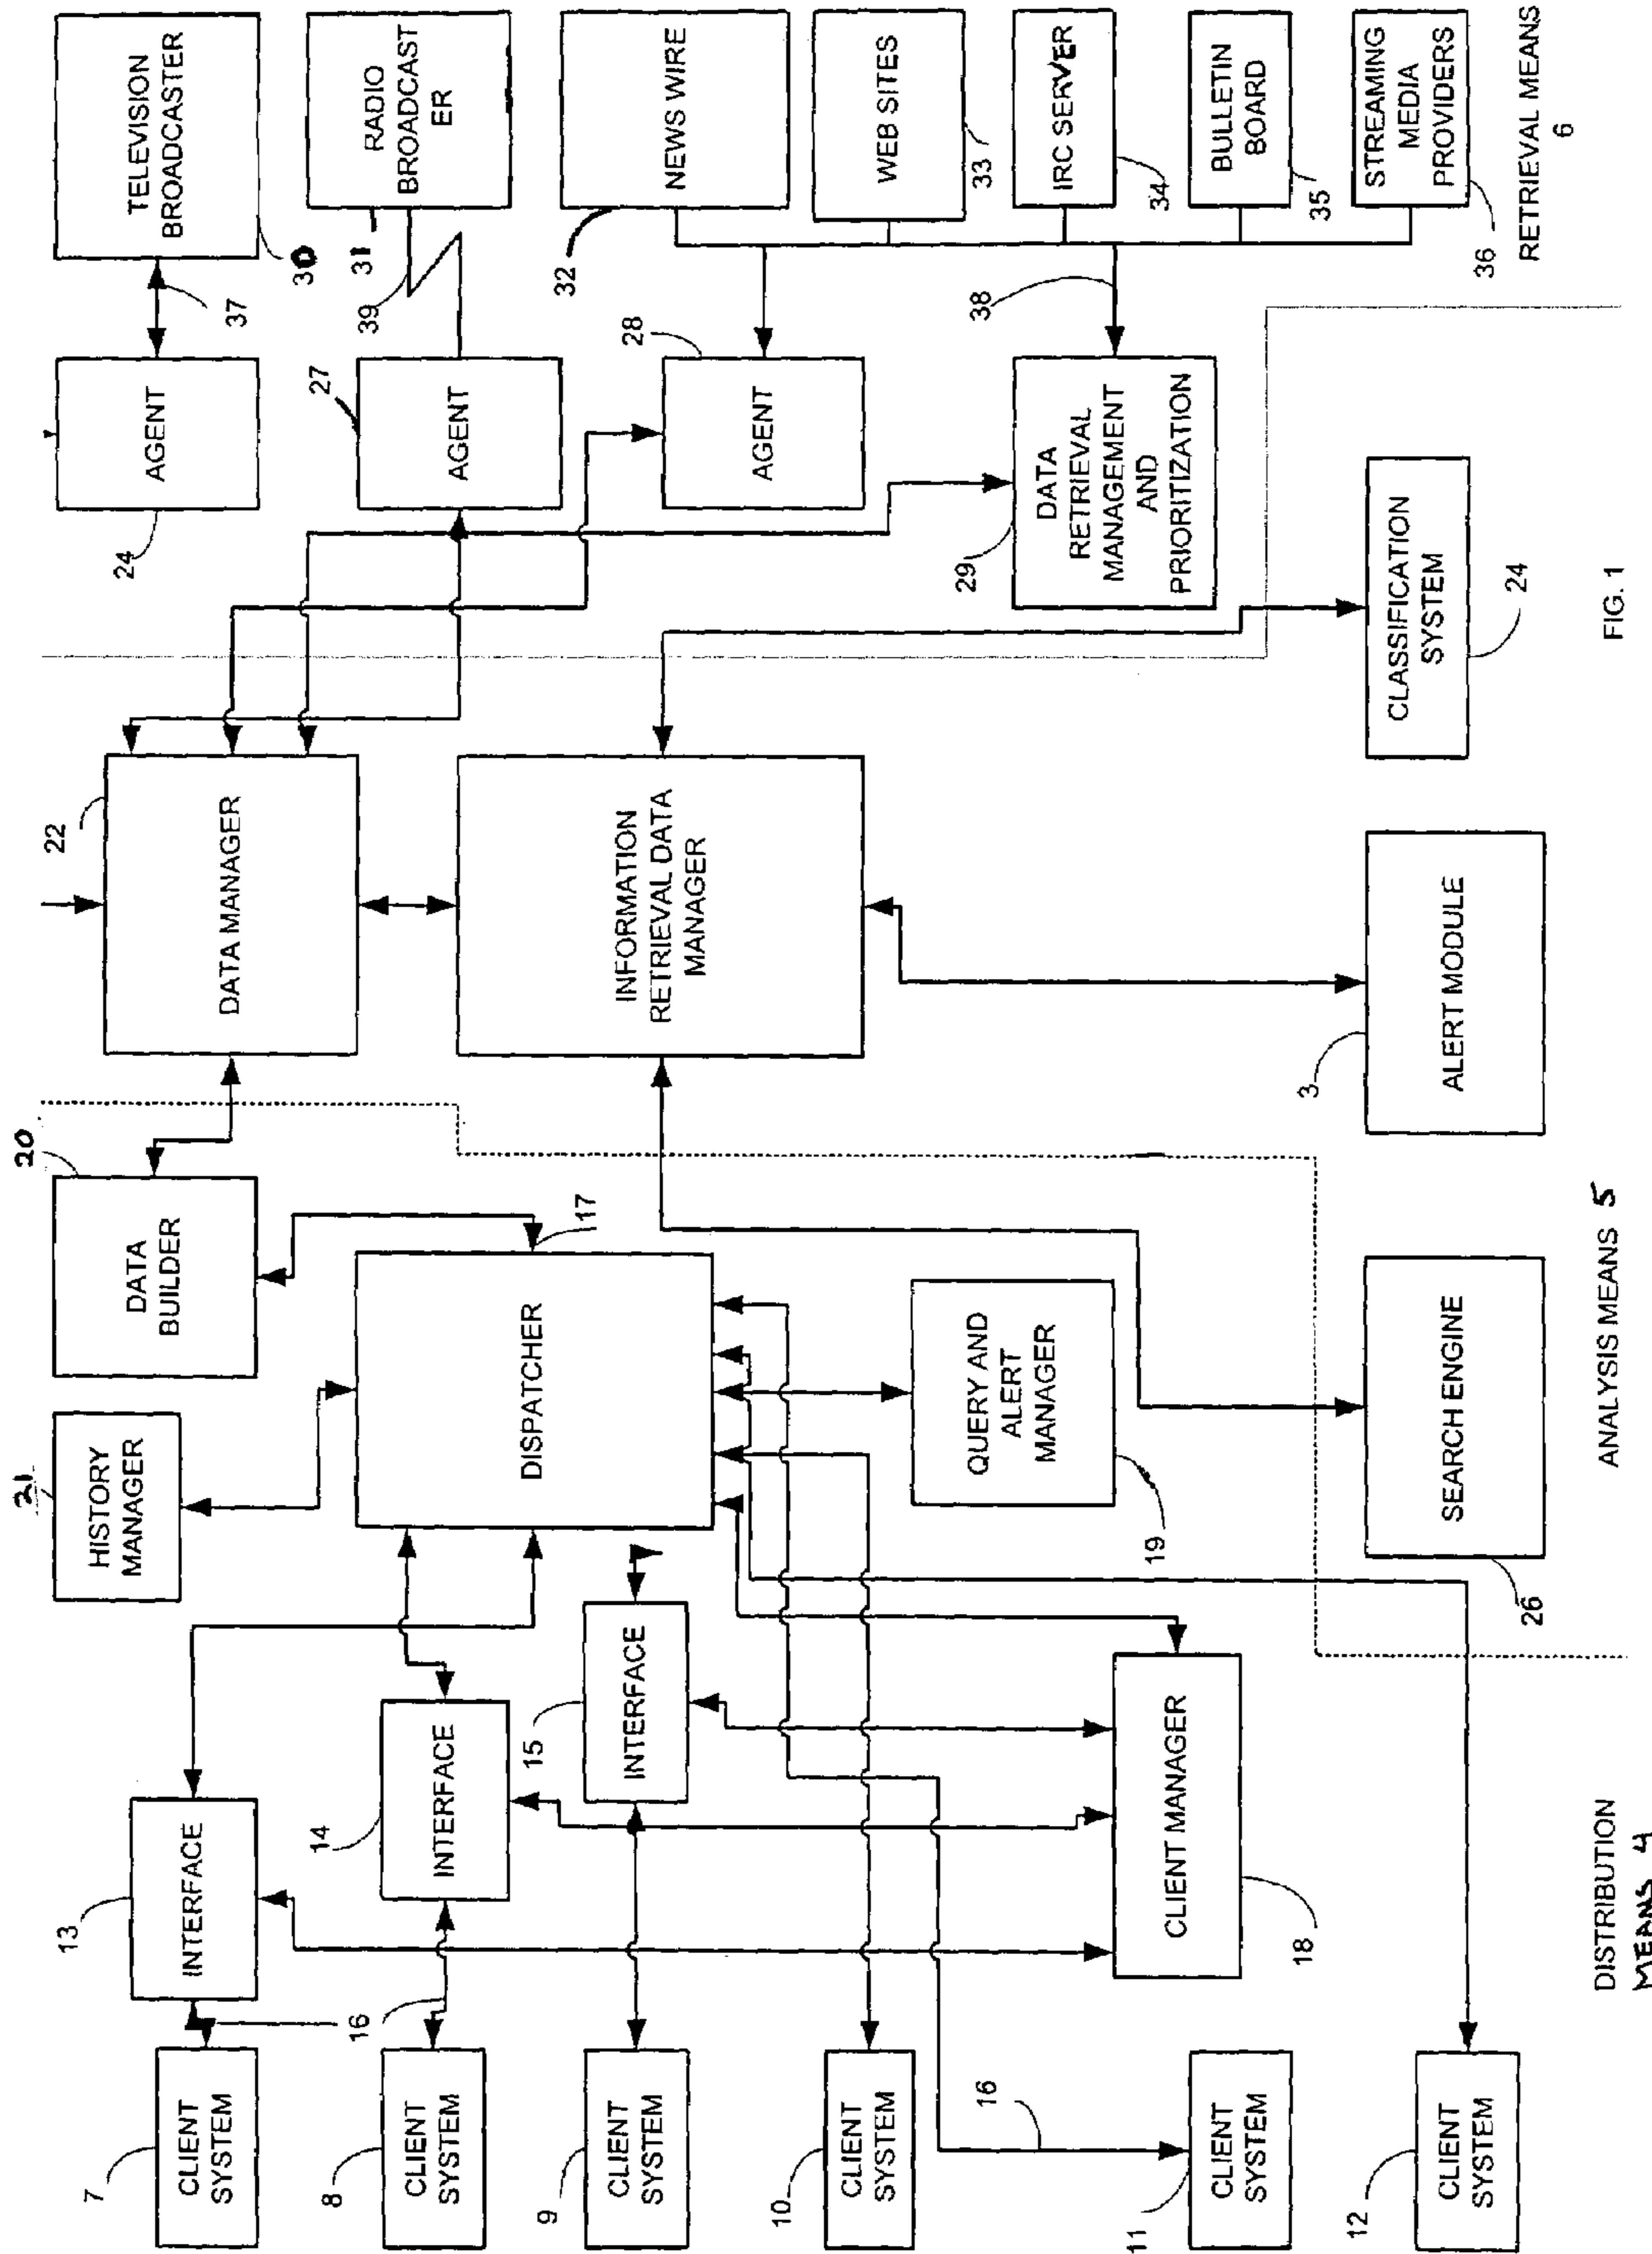 7
CLIENT
SYSTEM
8
CLIENT
SYSTEM
9
CLIENT
SYSTEM
10
CLIENT
SYSTEM
11
CLIENT
SYSTEM
12
CLIENT
SYSTEM
16
16
13
INTERFACE
14
INTERFACE
15
INTERFACE
CLIENT MANAGER
18
DISTRIBUTION
MEANS 4
21
HISTORY
MANAGER
20
DATA
BUILDER
DISPATCHER
17
QUERY AND
ALERT
MANAGER
19
SEARCH ENGINE
26
ANALYSIS MEANS 5
22
DATA MANAGER
INFORMATION
RETRIEVAL DATA
MANAGER
3
ALERT MODULE
CLASSIFICATION
SYSTEM
24
FIG. 1
24
AGENT
27
AGENT
28
AGENT
29
DATA
RETRIEVAL
MANAGEMENT
AND
PRIORITIZATION
37
39
38
TELEVISION
BROADCASTER
30
RADIO
BROADCAST
ER
31
NEWS WIRE
32
WEB SITES
33
IRC SERVER
34
BULLETIN
BOARD
35
STREAMING
MEDIA
PROVIDERS
36
RETRIEVAL MEANS
6